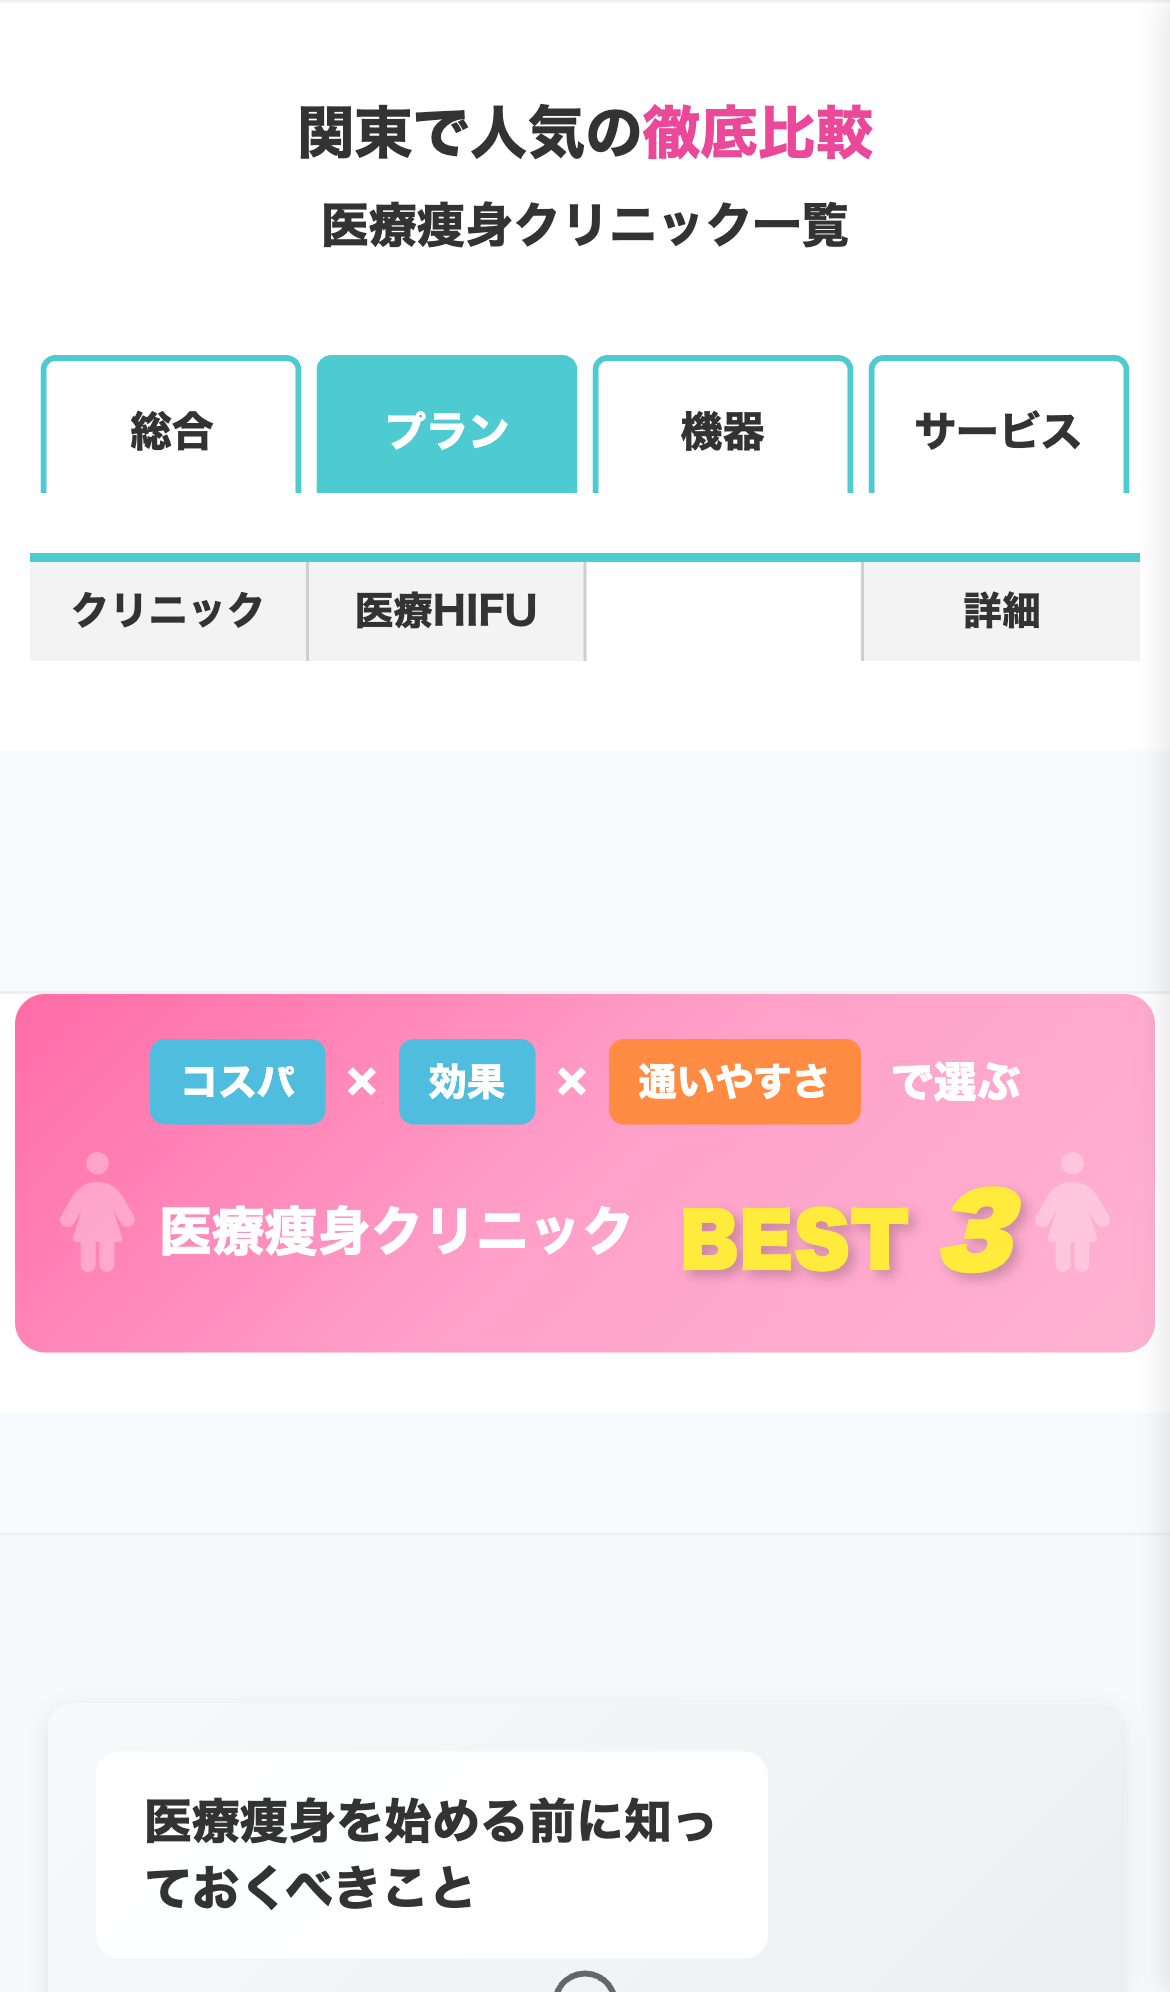 関東で人気の徹底比較
医療痩身クリニック一覧
総合 プラン 機器 サービス
クリニック 医療HIFU 詳細
コスパ × 効果 × 通いやすさ で選ぶ
医療痩身クリニック BEST 3
医療痩身を始める前に知っ
ておくべきこと